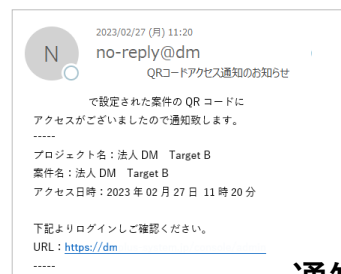 2023/02/27 (月) 11:20
N
no-reply@dm
QRコードアクセス通知のお知らせ
で設定された案件の QR コードに
アクセスがございましたので通知致します。
-----
プロジェクト名：法人 DM　Target B
案件名：法人 DM　Target B
アクセス日時：2023 年 02 月 27 日 11 時 20 分
下記よりログインしご確認ください。
URL：https://dm
-----